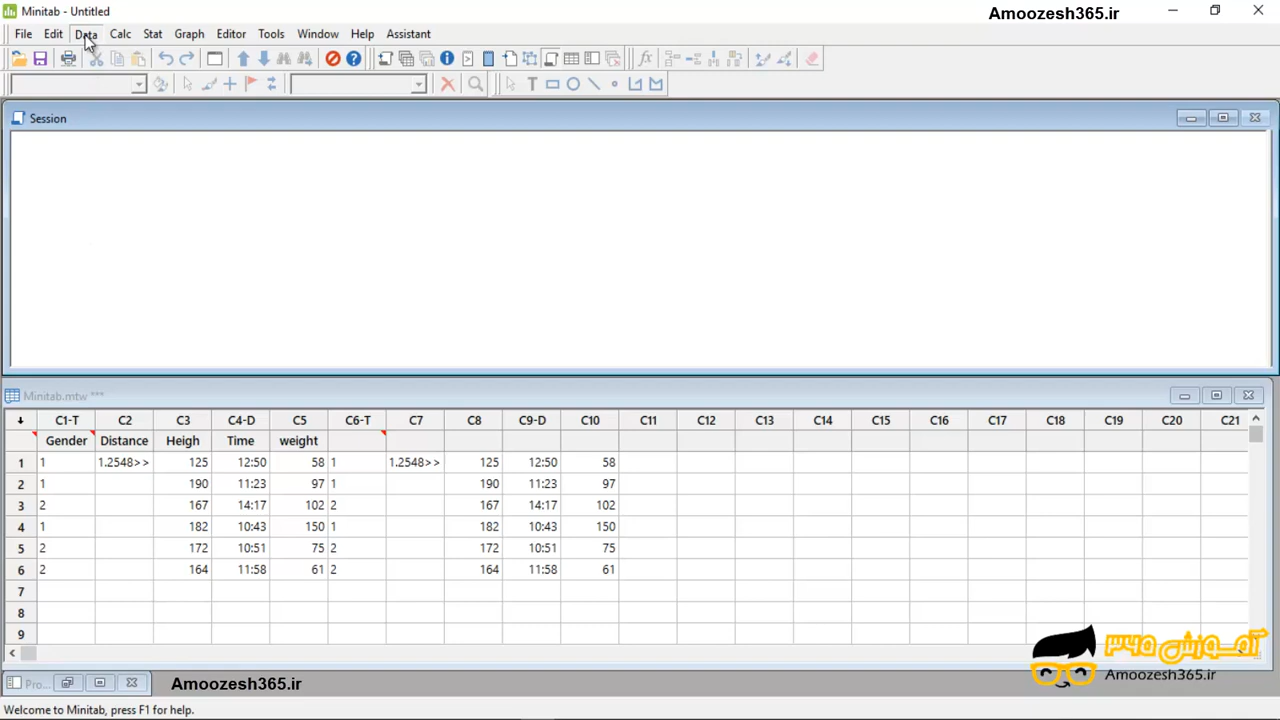 Minitab - Untitled
Amoozesh365.ir
File Edit Data Calc Stat Graph Editor Tools Window Help Assistant
Session
Minitab.mtw ***
C1-T C2 C3 C4-D C5 C6-T C7 C8 C9-D C10 C11 C12 C13 C14 C15 C16 C17 C18 C19 C20 C21
Gender Distance Heigh Time weight
1 1 1.2548>> 125 12:50 58 1 1.2548>> 125 12:50 58
2 1 190 11:23 97 1 190 11:23 97
3 2 167 14:17 102 2 167 14:17 102
4 1 182 10:43 150 1 182 10:43 150
5 2 172 10:51 75 2 172 10:51 75
6 2 164 11:58 61 2 164 11:58 61
7
8
9
آموزش ۳۶۵
Amoozesh365.ir
Pro...
Amoozesh365.ir
Welcome to Minitab, press F1 for help.